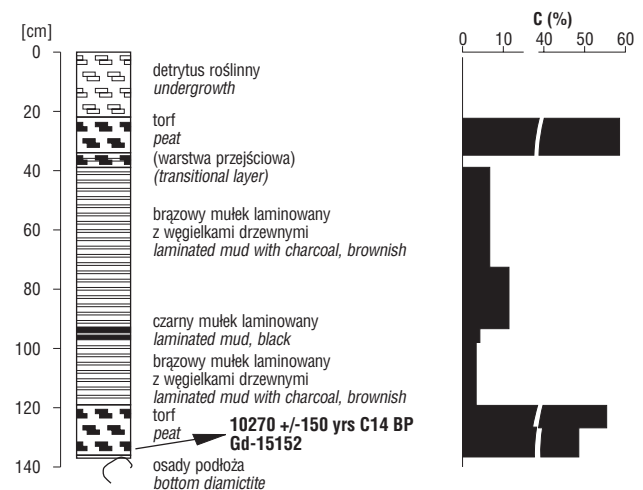 [cm]
0
20
40
60
80
100
120
140
detrytus roślinny
undergrowth
torf
peat
(warstwa przejściowa)
(transitional layer)
brązowy mułek laminowany
z węgielkami drzewnymi
laminated mud with charcoal, brownish
czarny mułek laminowany
laminated mud, black
brązowy mułek laminowany
z węgielkami drzewnymi
laminated mud with charcoal, brownish
torf
peat
10270 +/-150 yrs C14 BP
Gd-15152
osady podłoża
bottom diamictite
C (%)
0 10 40 50 60